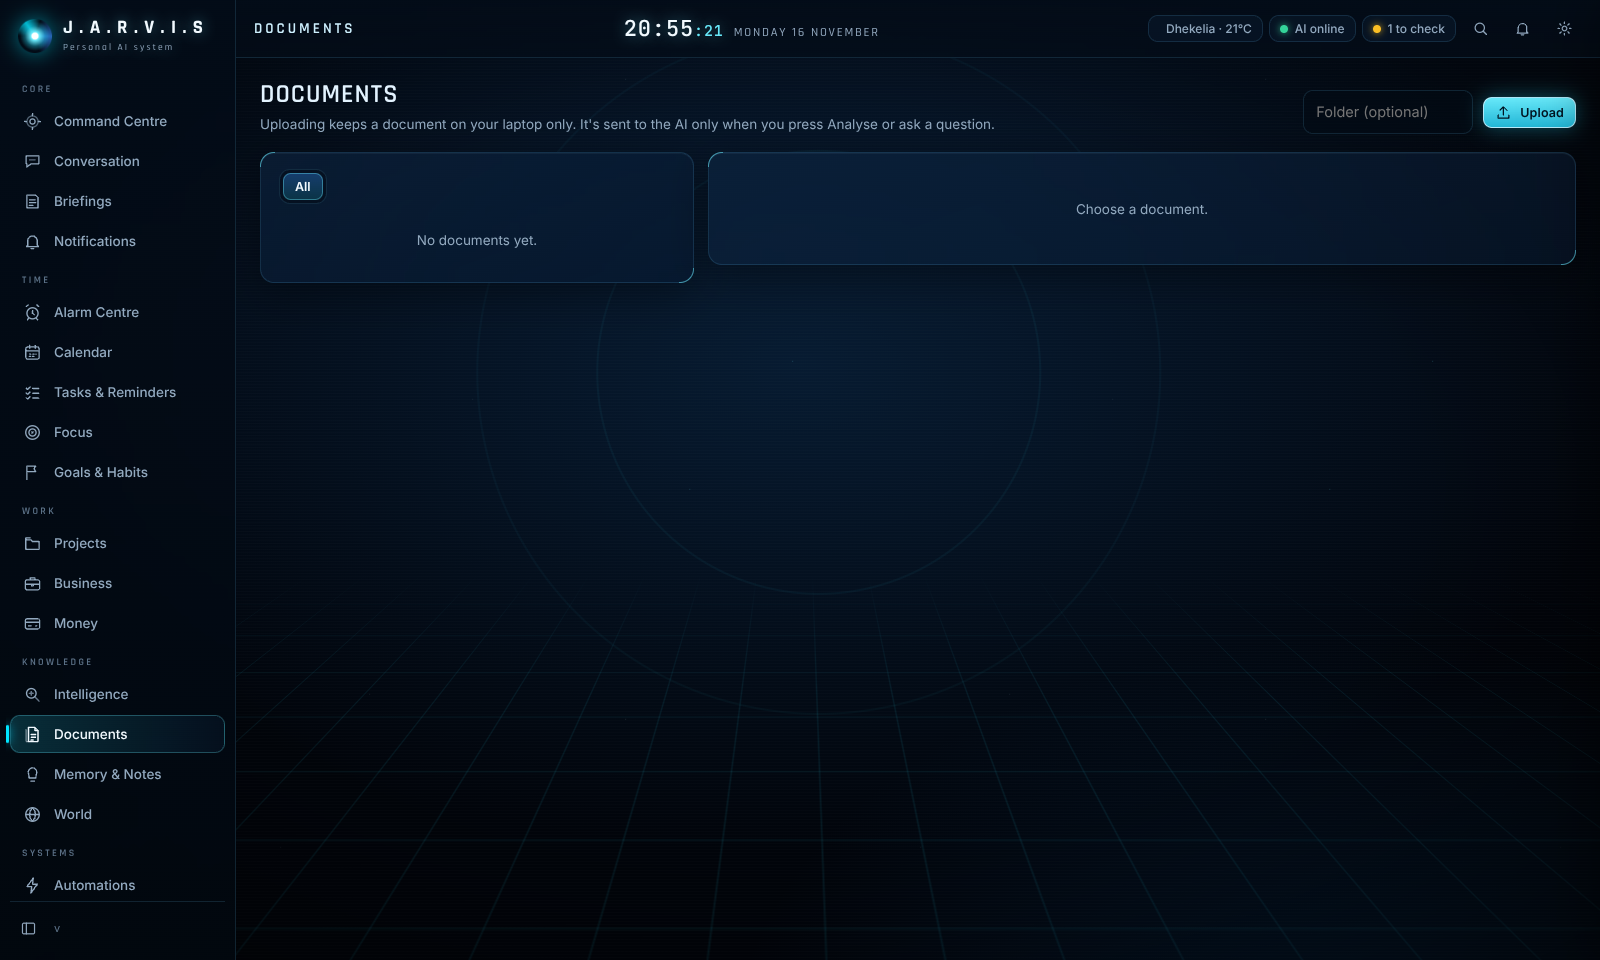 J.A.R.V.I.S
Personal AI system
CORE
Command Centre
Conversation
Briefings
Notifications
TIME
Alarm Centre
Calendar
Tasks & Reminders
Focus
Goals & Habits
WORK
Projects
Business
Money
KNOWLEDGE
Intelligence
Documents
Memory & Notes
World
SYSTEMS
Automations
v
DOCUMENTS
20:55:21 MONDAY 16 NOVEMBER
Dhekelia · 21°C
AI online
1 to check
DOCUMENTS
Uploading keeps a document on your laptop only. It's sent to the AI only when you press Analyse or ask a question.
Folder (optional)
Upload
All
No documents yet.
Choose a document.